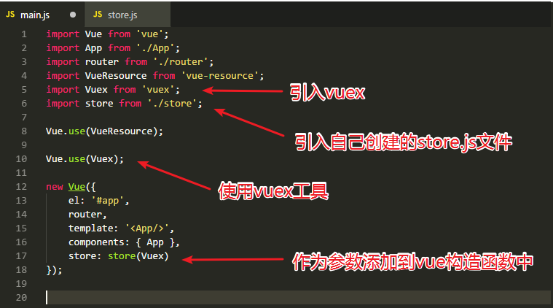 JS main.js
JS store.js
1 import Vue from 'vue';
2 import App from './App';
3 import router from './router';
4 import VueResource from 'vue-resource';
5 import Vuex from 'vuex';
引入vuex
6 import store from './store';
引入自己创建的store.js文件
7
8 Vue.use(VueResource);
9
10 Vue.use(Vuex);
使用vuex工具
11
12 new Vue({
13 el: '#app',
14 router,
15 template: '<App/>',
16 components: { App },
17 store: store(Vuex)
作为参数添加到vue构造函数中
18 });
19
20